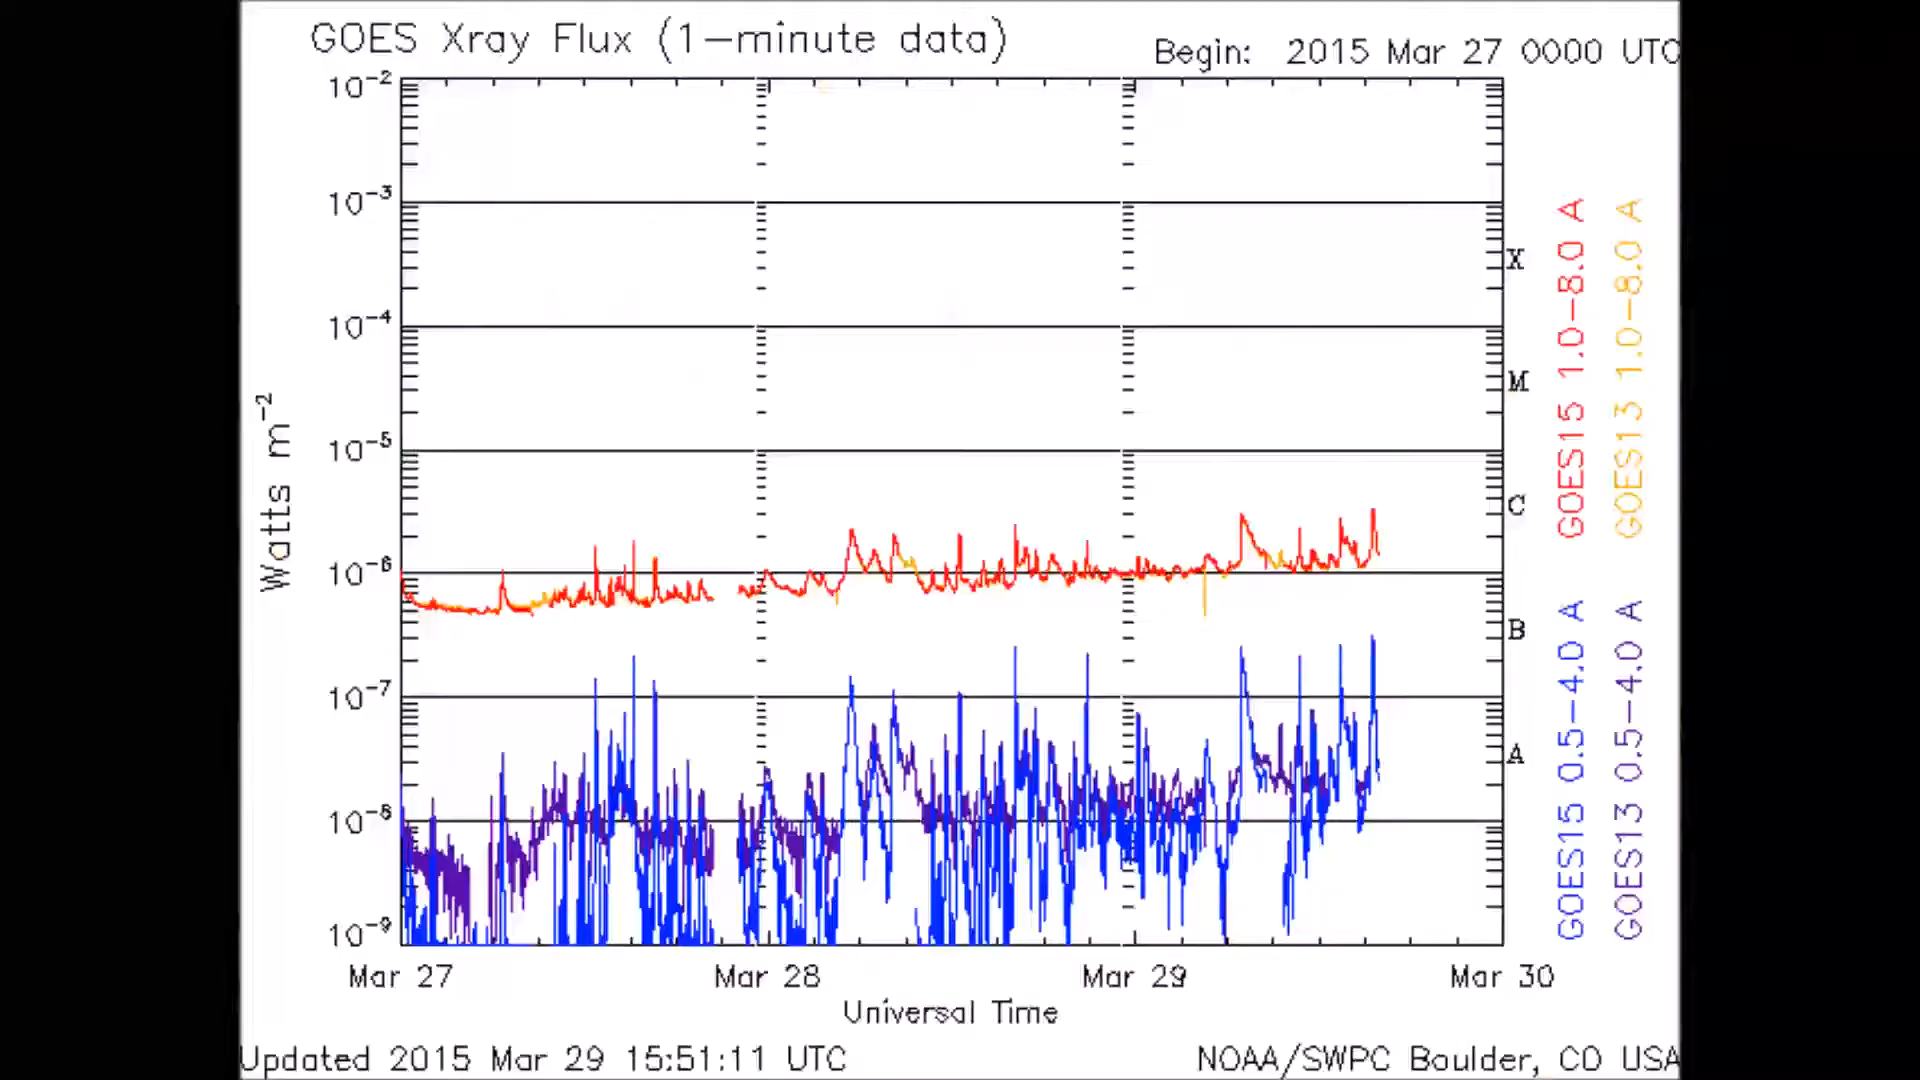 GOES Xray Flux (1-minute data)
Begin: 2015 Mar 27 0000 UTC
10⁻²
10⁻³
10⁻⁴
10⁻⁵
10⁻⁶
10⁻⁷
10⁻⁸
10⁻⁹
Watts m⁻²
X
M
C
B
A
GOES15 1.0-8.0 A
GOES13 1.0-8.0 A
GOES15 0.5-4.0 A
GOES13 0.5-4.0 A
Mar 27 Mar 28 Mar 29 Mar 30
Universal Time
Updated 2015 Mar 29 15:51:11 UTC
NOAA/SWPC Boulder, CO USA